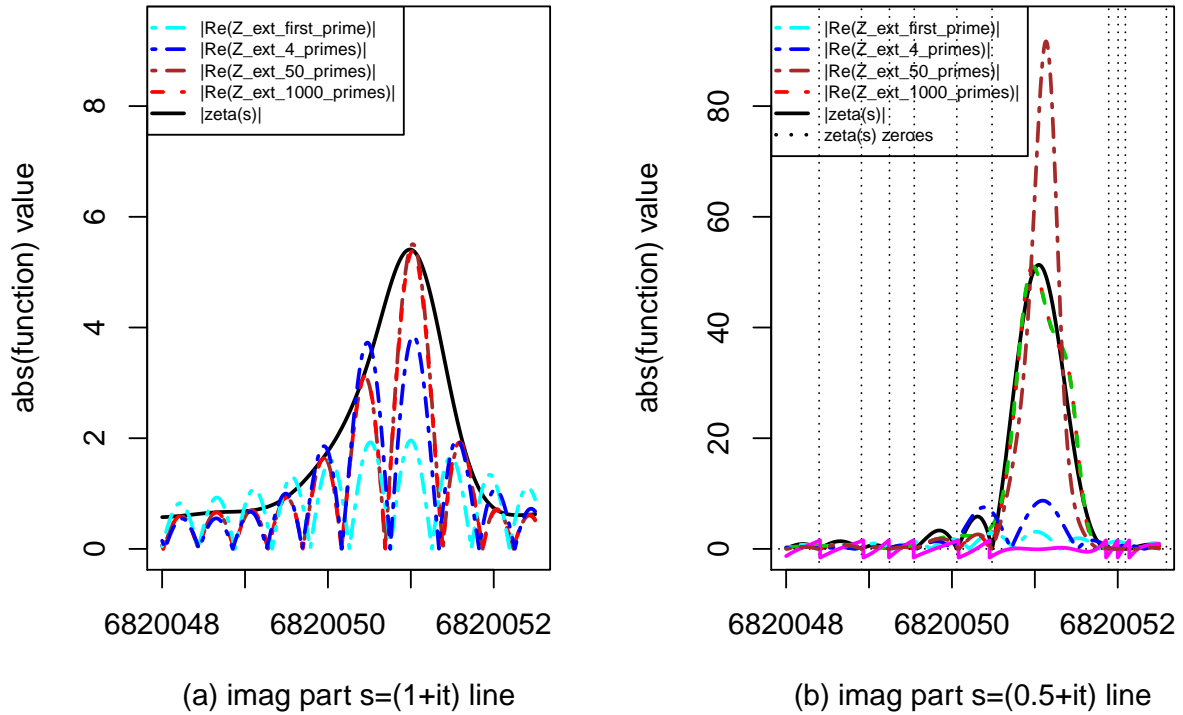 |Re(Z_ext_first_prime)|
|Re(Z_ext_4_primes)|
|Re(Z_ext_50_primes)|
|Re(Z_ext_1000_primes)|
|zeta(s)|
abs(function) value
8
6
4
2
0
6820048
6820050
6820052
(a) imag part s=(1+it) line
|Re(Z_ext_first_prime)|
|Re(Z_ext_4_primes)|
|Re(Z_ext_50_primes)|
|Re(Z_ext_1000_primes)|
|zeta(s)|
zeta(s) zeroes
abs(function) value
80
60
40
20
0
6820048
6820050
6820052
(b) imag part s=(0.5+it) line